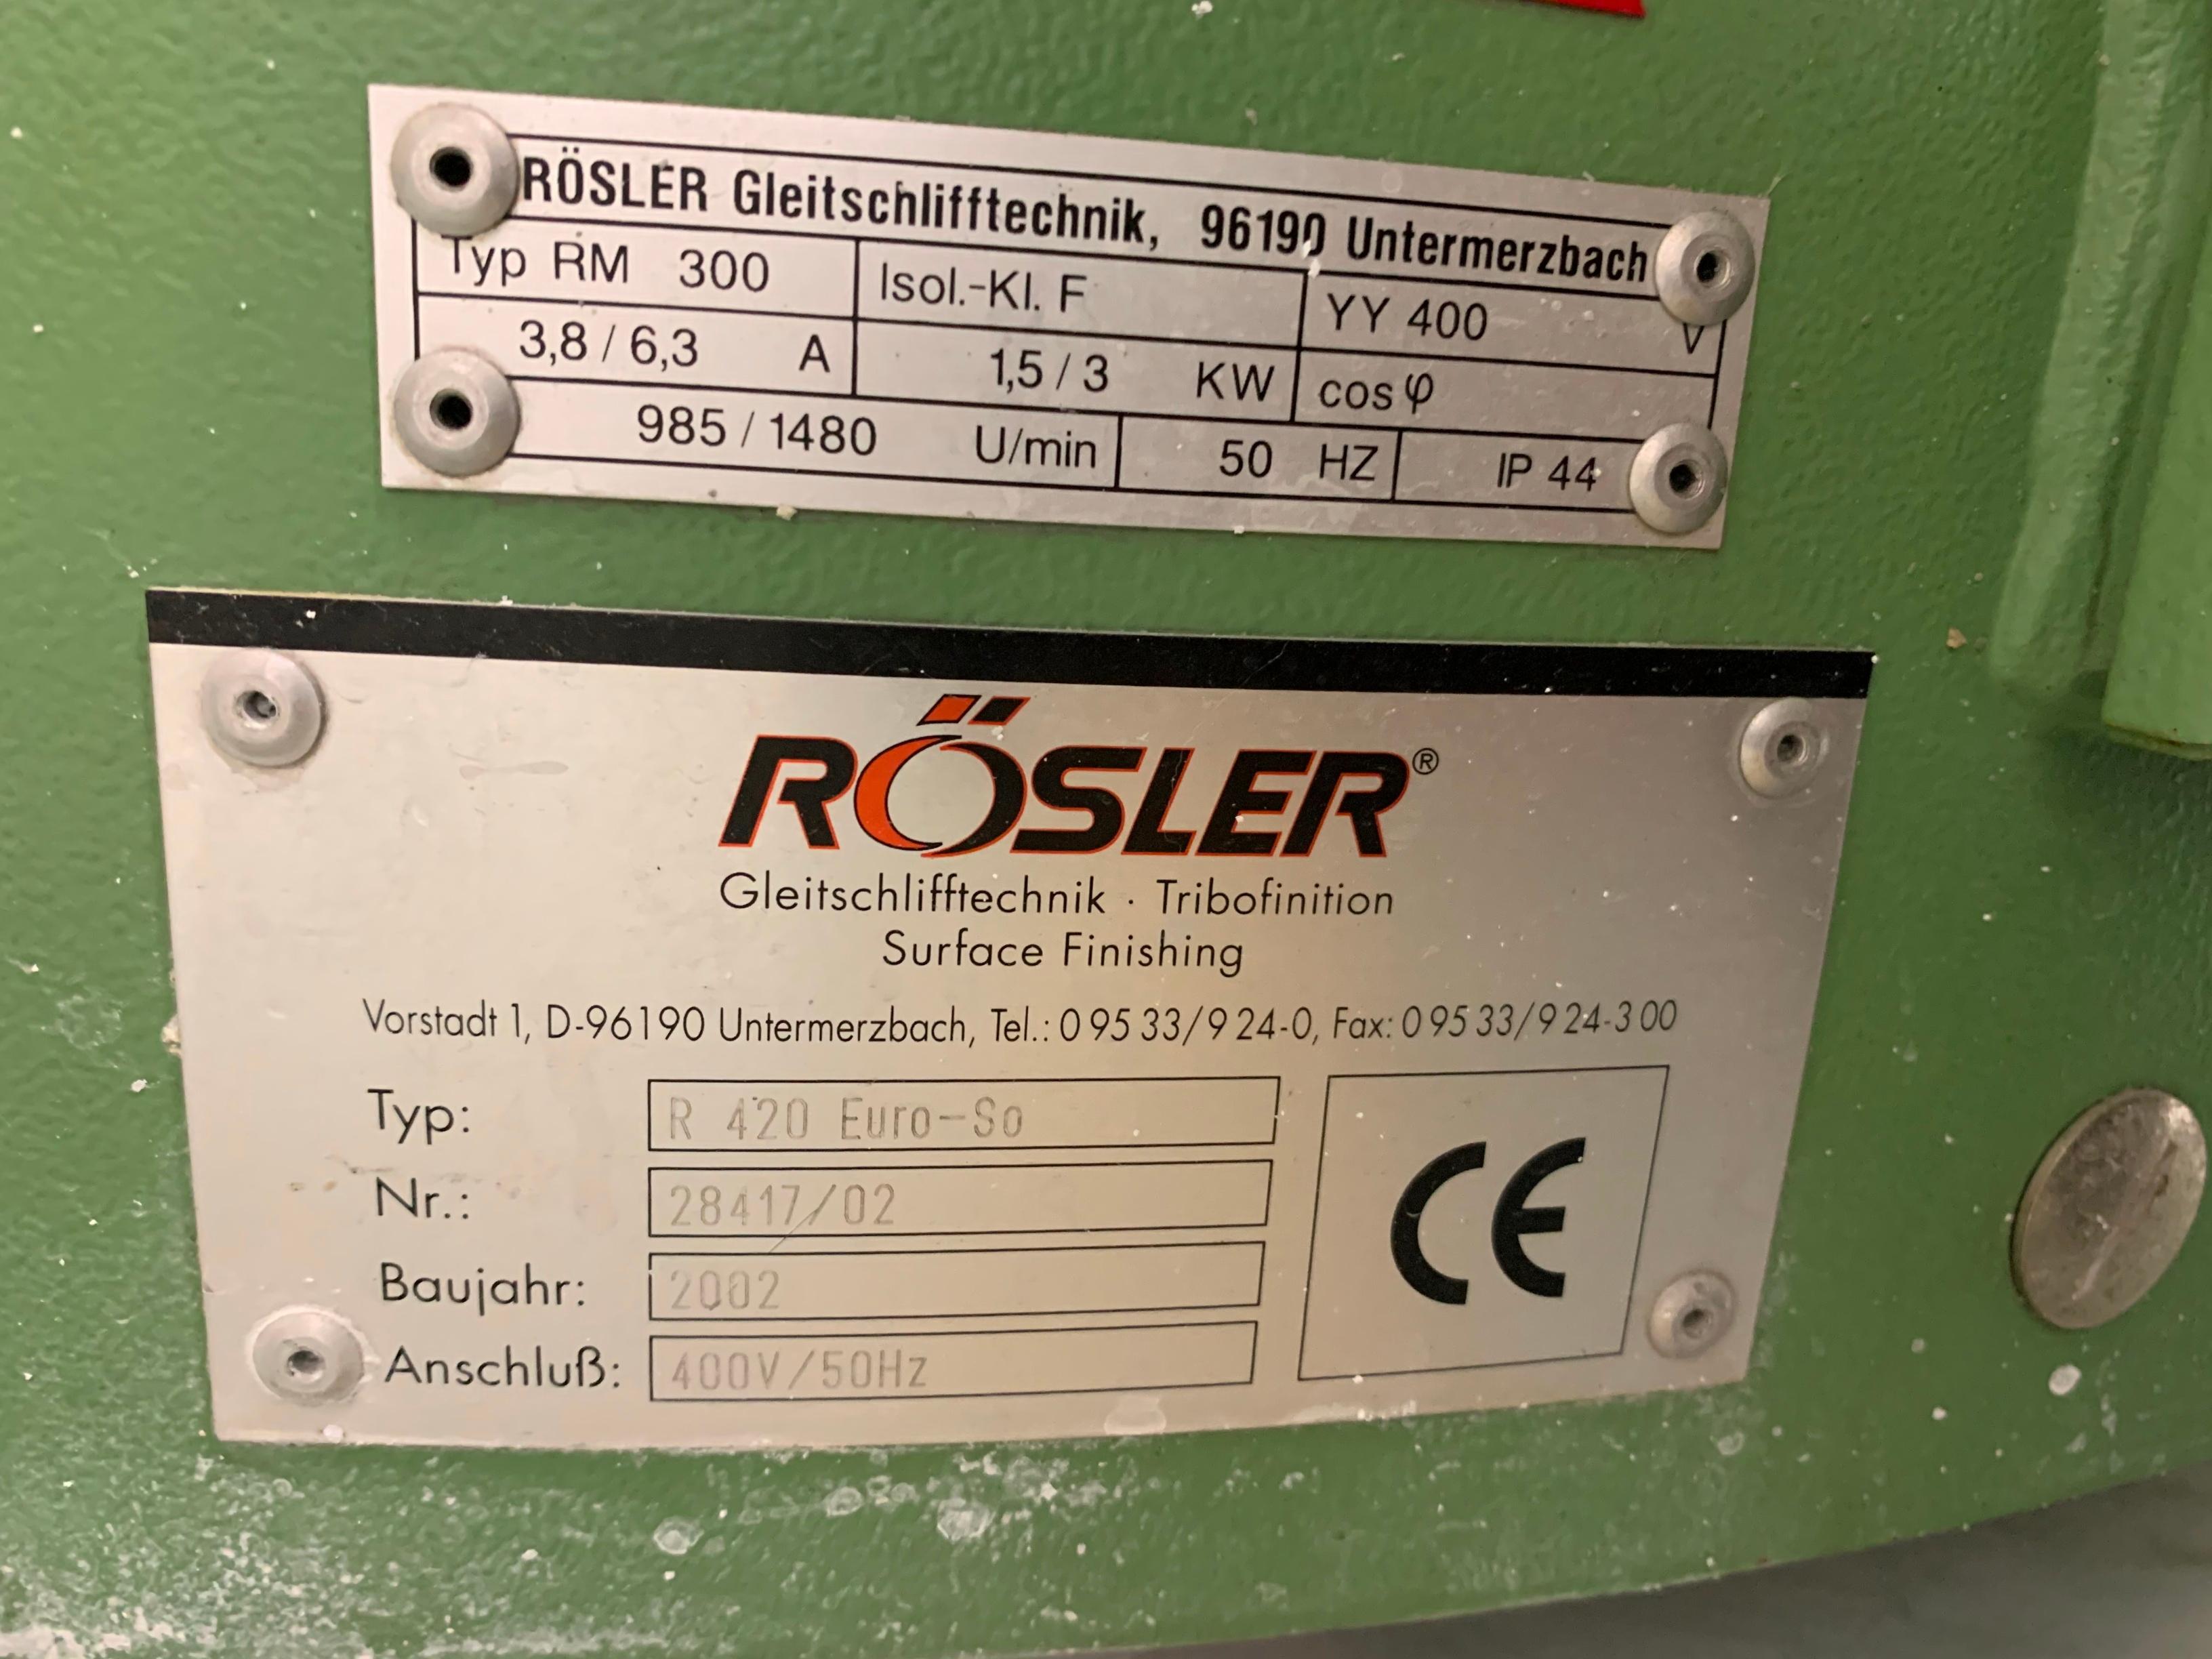 RÖSLER Gleitschlifftechnik, 96190 Untermerzbach
Typ RM 300 Isol.-Kl. F YY 400 V
3,8 / 6,3 A 1,5 / 3 KW cos φ
985 / 1480 U/min 50 HZ IP 44
RÖSLER®
Gleitschlifftechnik · Tribofinition
Surface Finishing
Vorstadt 1, D-96190 Untermerzbach, Tel.: 0 95 33/9 24-0, Fax: 0 95 33/9 24-3 00
Typ: R 420 Euro-So
Nr.: 28417/02
Baujahr: 2002
Anschluß: 400V/50Hz
CE